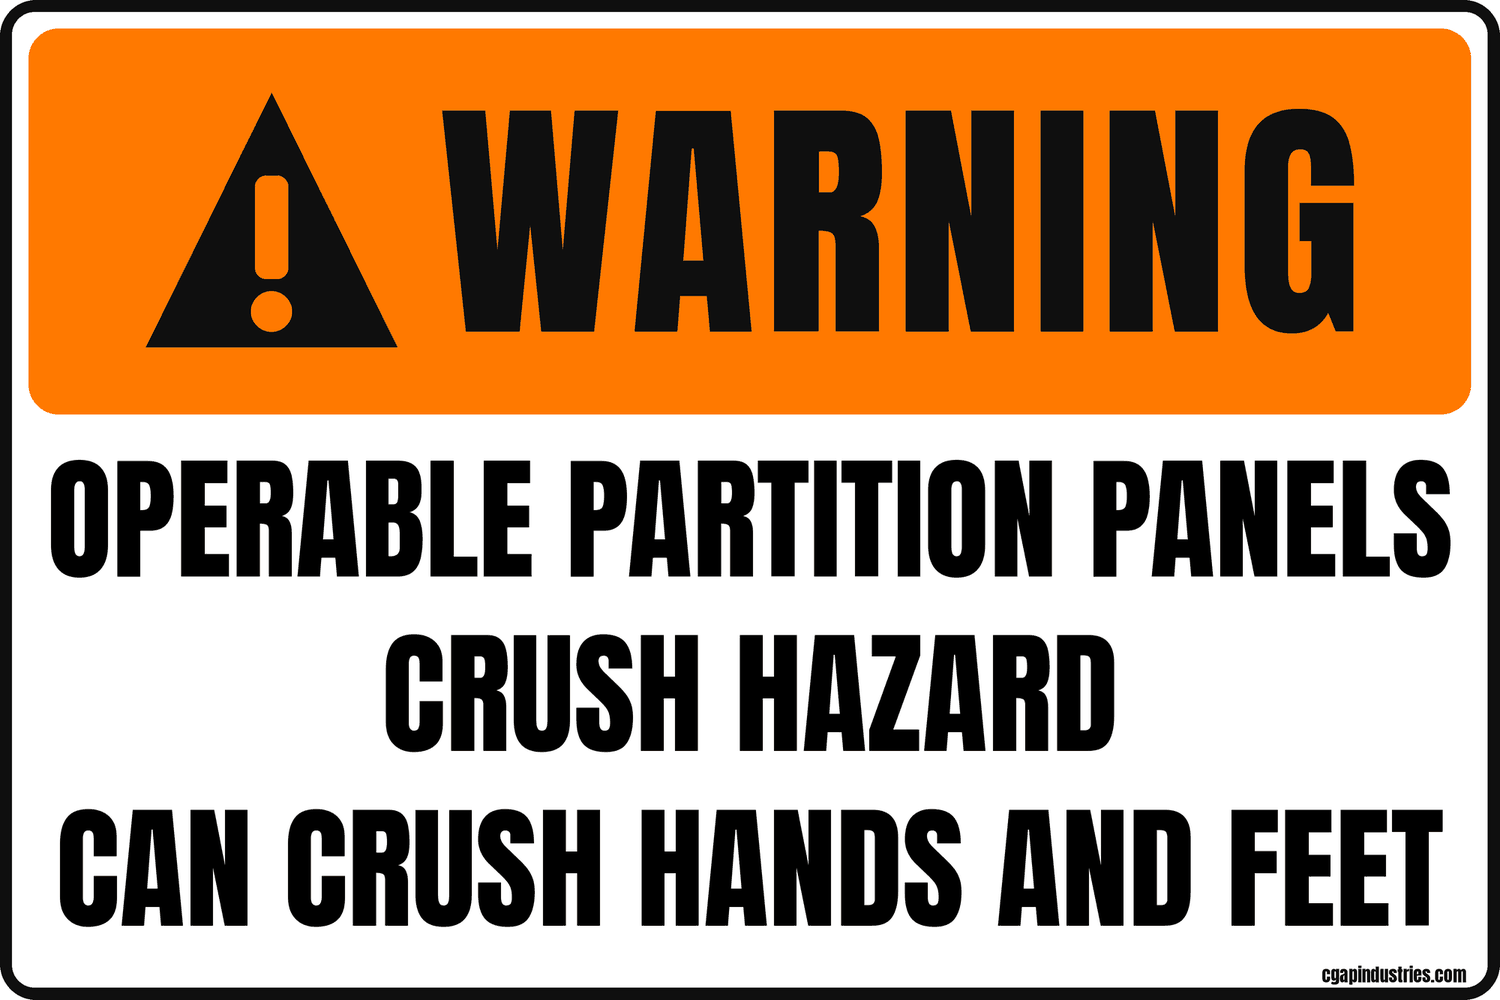 WARNING
OPERABLE PARTITION PANELS
CRUSH HAZARD
CAN CRUSH HANDS AND FEET
cgapindustries.com